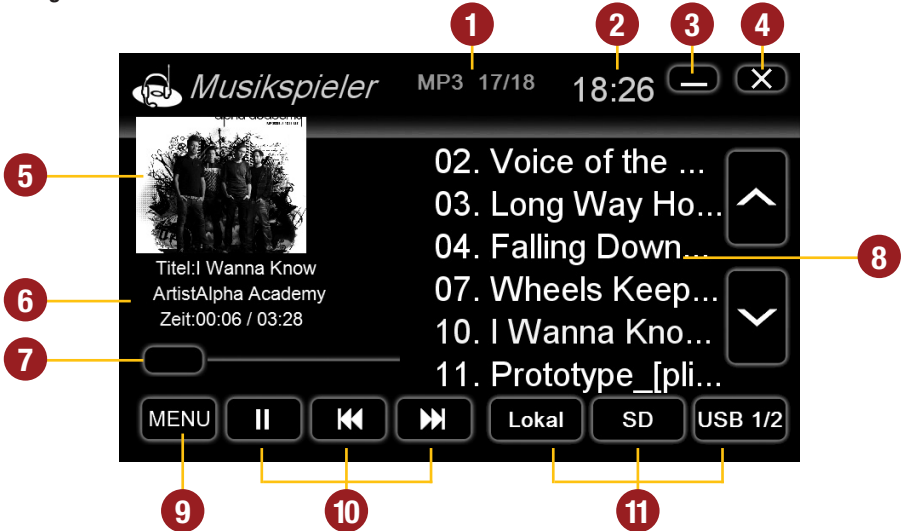 1 2 3 4
Musikspieler MP3 17/18 18:26
5
02. Voice of the ...
03. Long Way Ho...
04. Falling Down...
8
Titel:I Wanna Know
ArtistAlpha Academy
Zeit:00:06 / 03:28
6
07. Wheels Keep...
10. I Wanna Kno...
11. Prototype_[pli...
7
MENU Lokal SD USB 1/2
9 10 11